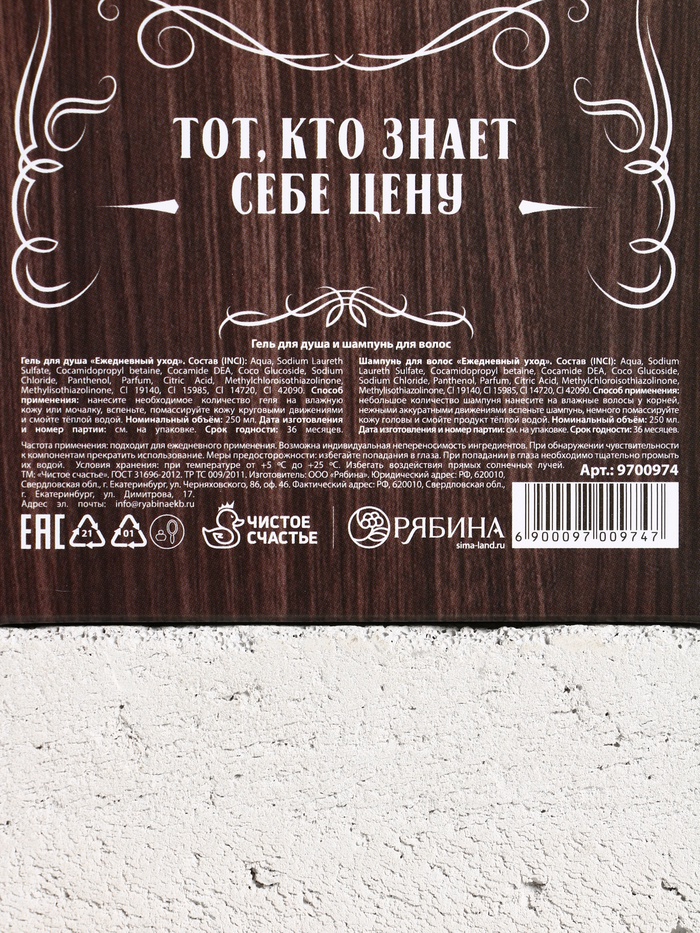 ТОТ, КТО ЗНАЕТ
СЕБЕ ЦЕНУ
Гель для душа и шампунь для волос
Гель для душа «Ежедневный уход». Состав (INCI): Aqua, Sodium Laureth
Sulfate, Cocamidopropyl betaine, Cocamide DEA, Coco Glucoside, Sodium
Chloride, Panthenol, Parfum, Citric Acid, Methylchloroisothiazolinone,
Methylisothiazolinone, CI 19140, CI 15985, CI 14720, CI 42090. Способ
применения: нанесите необходимое количество геля на влажную
кожу или мочалку, вспеньте, помассируйте кожу круговыми движениями
и смойте тёплой водой. Номинальный объём: 250 мл. Дата изготовления
и номер партии: см. на упаковке. Срок годности: 36 месяцев.
Шампунь для волос «Ежедневный уход». Состав (INCI): Aqua, Sodium
Laureth Sulfate, Cocamidopropyl betaine, Cocamide DEA, Coco Glucoside,
Sodium Chloride, Panthenol, Parfum, Citric Acid, Methylchloroisothiazolinone,
Methylisothiazolinone, CI 19140, CI 15985, CI 14720, CI 42090. Способ применения:
небольшое количество шампуня нанесите на влажные волосы у корней,
нежными аккуратными движениями вспеньте шампунь, немного помассируйте
кожу головы и смойте продукт тёплой водой. Номинальный объём: 250 мл.
Дата изготовления и номер партии: см. на упаковке. Срок годности: 36 месяцев.
Частота применения: подходит для ежедневного применения. Возможна индивидуальная непереносимость ингредиентов. При обнаружении чувствительности
к компонентам прекратить использование. Меры предосторожности: избегайте попадания в глаза. При попадании в глаза необходимо тщательно промыть
их водой. Условия хранения: при температуре от +5 °C до +25 °C. Избегать воздействия прямых солнечных лучей.
ТМ: «Чистое счастье». ГОСТ 31696-2012. ТР ТС 009/2011. Изготовитель: ООО «Рябина». Юридический адрес: РФ, 620010,
Свердловская обл., г. Екатеринбург, ул. Черняховского, 86, оф. 46. Фактический адрес: РФ, 620010, Свердловская обл.,
г. Екатеринбург, ул. Димитрова, 17.
Адрес эл. почты: info@ryabinaekb.ru
Арт.: 9700974
EAC
21
01
ЧИСТОЕ
СЧАСТЬЕ
РЯБИНА
sima-land.ru
6 900097 009747